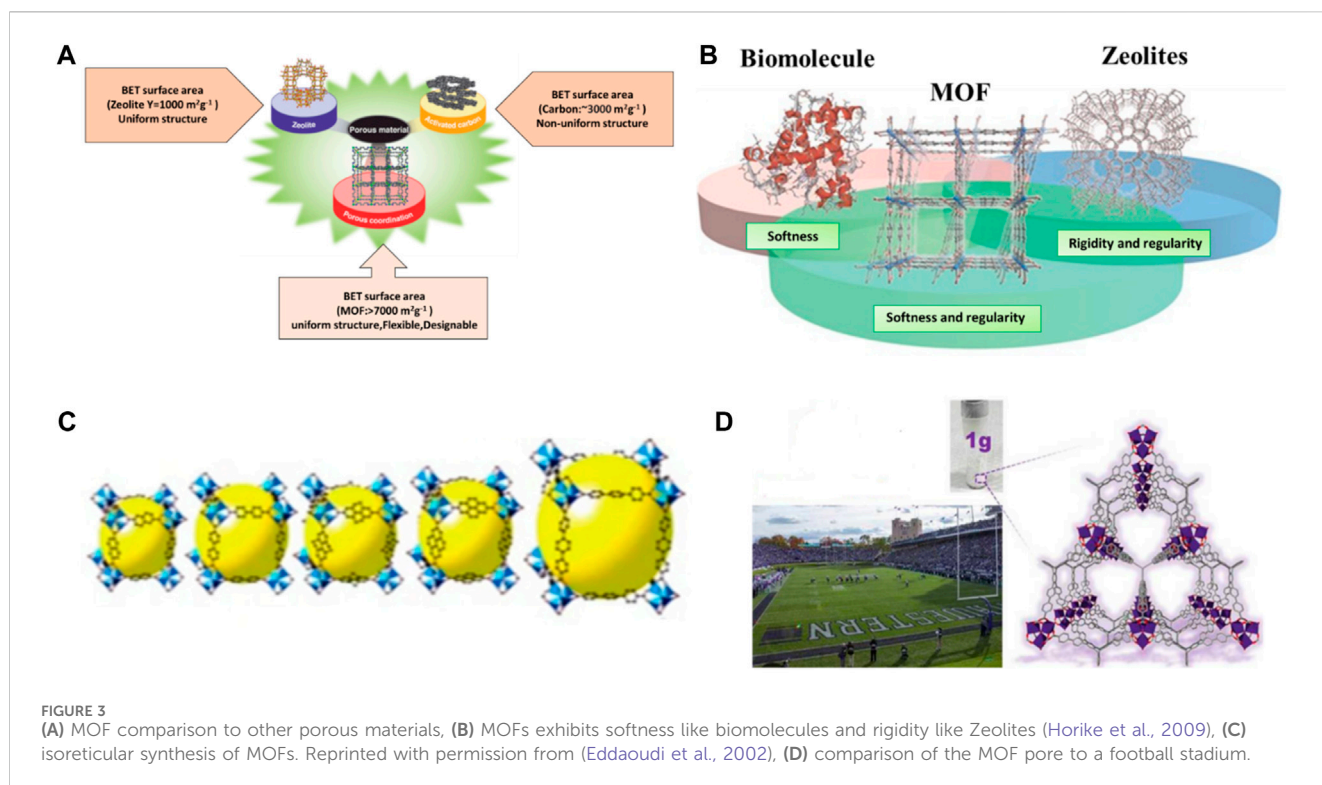 A
BET surface area
(Zeolite Y=1000 m²g⁻¹)
Uniform structure
Zeolite
Porous material
Activated carbon
BET surface area
(Carbon:~3000 m²g⁻¹)
Non-uniform structure
Porous coordination
BET surface area
(MOF:>7000 m²g⁻¹)
uniform structure,Flexible,Designable
B
Biomolecule
MOF
Zeolites
Softness
Rigidity and regularity
Softness and regularity
C
D
1g
WESTERN
FIGURE 3
(A) MOF comparison to other porous materials, (B) MOFs exhibits softness like biomolecules and rigidity like Zeolites (Horike et al., 2009), (C)
isoreticular synthesis of MOFs. Reprinted with permission from (Eddaoudi et al., 2002), (D) comparison of the MOF pore to a football stadium.